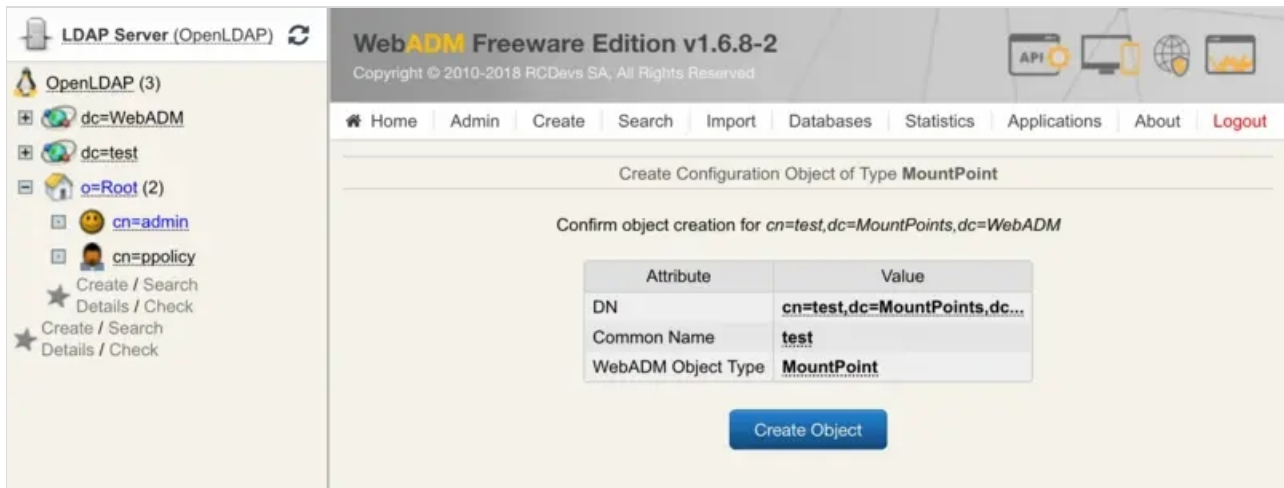 LDAP Server (OpenLDAP)
OpenLDAP (3)
dc=WebADM
dc=test
o=Root (2)
cn=admin
cn=ppolicy
Create / Search
Details / Check
Create / Search
Details / Check
WebADM Freeware Edition v1.6.8-2
Copyright © 2010-2018 RCDevs SA, All Rights Reserved
API
Home Admin Create Search Import Databases Statistics Applications About Logout
Create Configuration Object of Type MountPoint
Confirm object creation for cn=test,dc=MountPoints,dc=WebADM
Attribute Value
DN cn=test,dc=MountPoints,dc...
Common Name test
WebADM Object Type MountPoint
Create Object